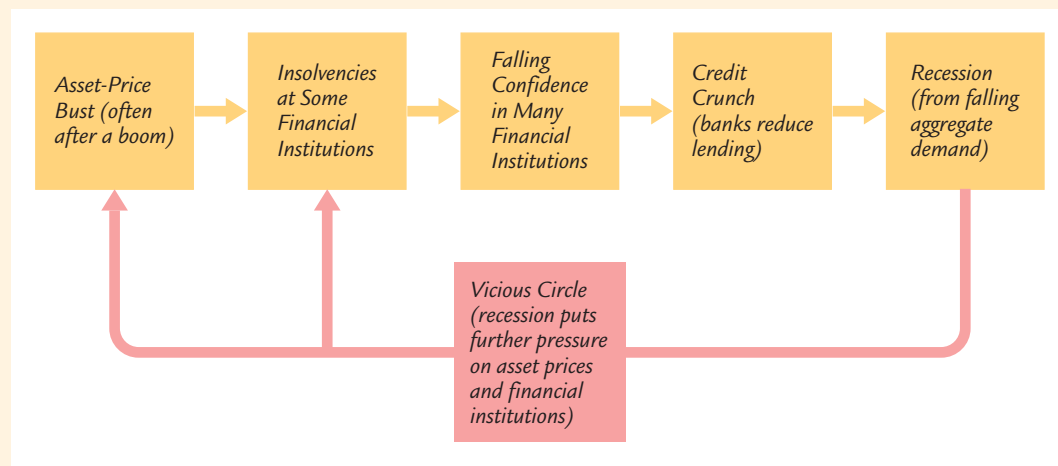 Asset-Price
Bust (often
after a boom)
Insolvencies
at Some
Financial
Institutions
Falling
Confidence
in Many
Financial
Institutions
Credit
Crunch
(banks reduce
lending)
Recession
(from falling
aggregate
demand)
Vicious Circle
(recession puts
further pressure
on asset prices
and financial
institutions)